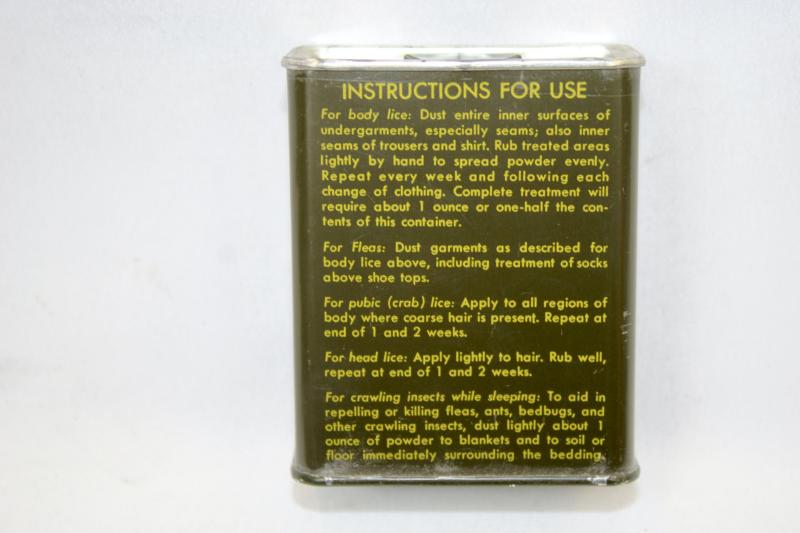 INSTRUCTIONS FOR USE
For body lice: Dust entire inner surfaces of
undergarments, especially seams; also inner
seams of trousers and shirt. Rub treated areas
lightly by hand to spread powder evenly.
Repeat every week and following each
change of clothing. Complete treatment will
require about 1 ounce or one-half the con-
tents of this container.
For Fleas: Dust garments as described for
body lice above, including treatment of socks
above shoe tops.
For pubic (crab) lice: Apply to all regions of
body where coarse hair is present. Repeat at
end of 1 and 2 weeks.
For head lice: Apply lightly to hair. Rub well,
repeat at end of 1 and 2 weeks.
For crawling insects while sleeping: To aid in
repelling or killing fleas, ants, bedbugs, and
other crawling insects, dust lightly about 1
ounce of powder to blankets and to soil or
floor immediately surrounding the bedding.